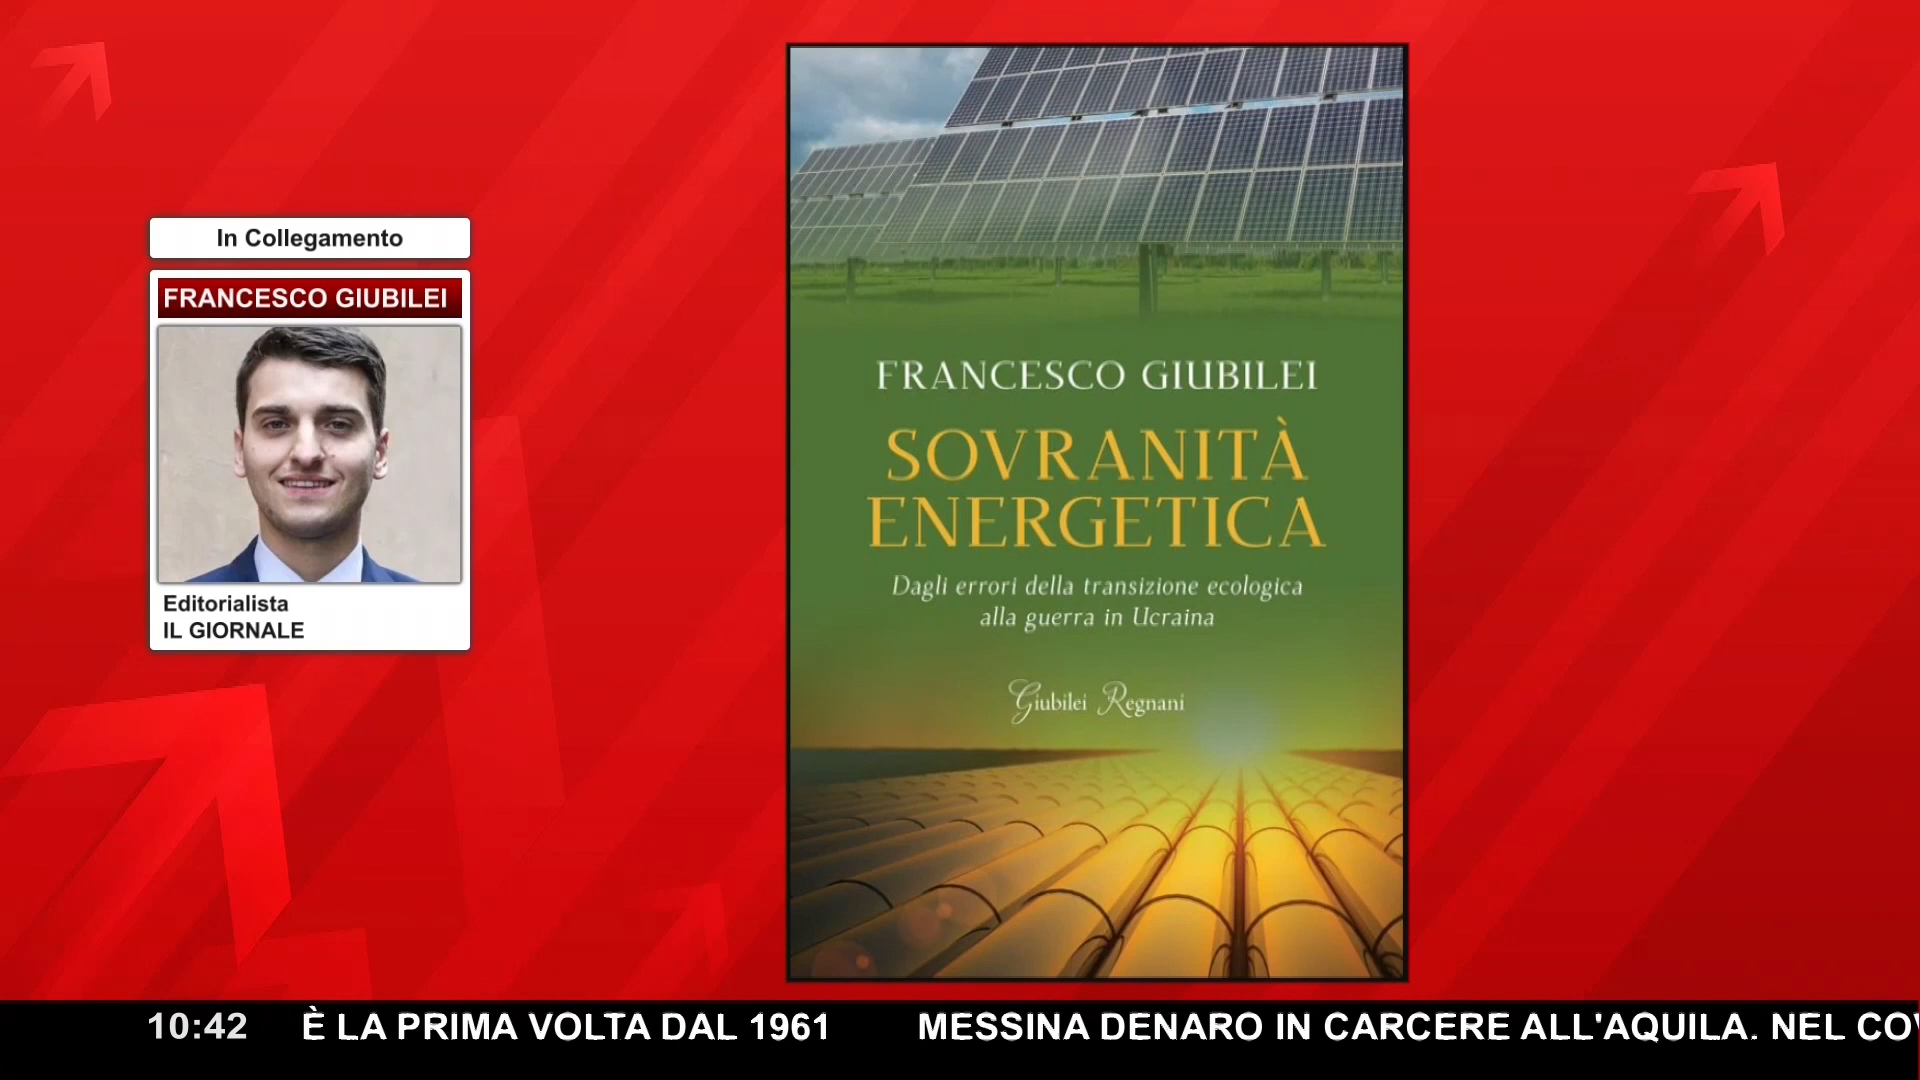 In Collegamento
FRANCESCO GIUBILEI
Editorialista
IL GIORNALE
FRANCESCO GIUBILEI
SOVRANITÀ
ENERGETICA
Dagli errori della transizione ecologica
alla guerra in Ucraina
Giubilei Regnani
10:42 È LA PRIMA VOLTA DAL 1961 MESSINA DENARO IN CARCERE ALL'AQUILA. NEL